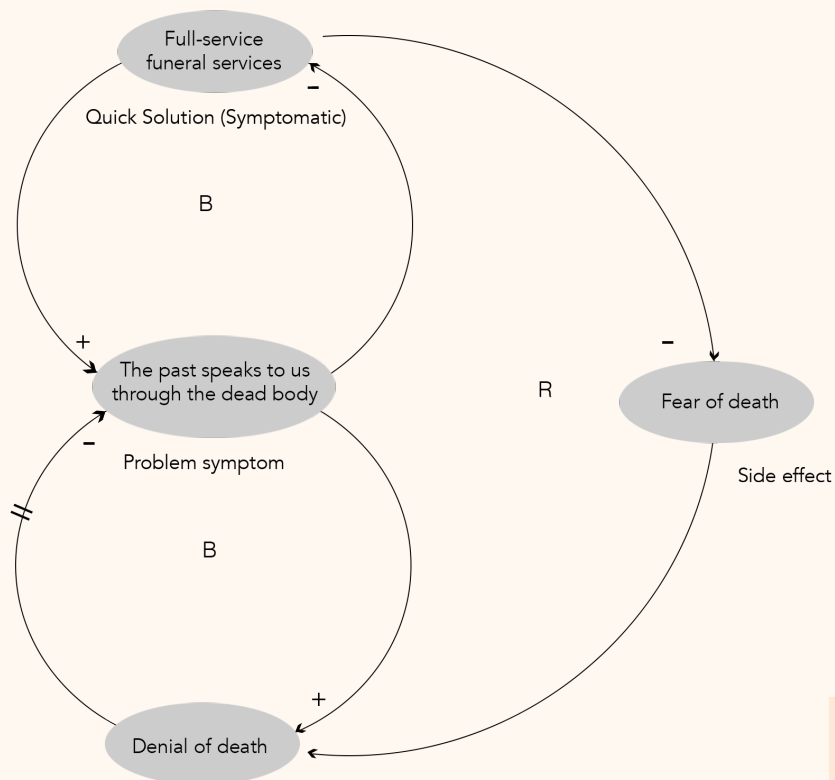 Full-service
funeral services
–
Quick Solution (Symptomatic)
B
+
–
The past speaks to us
through the dead body
R
Fear of death
–
Problem symptom
Side effect
B
+
Denial of death